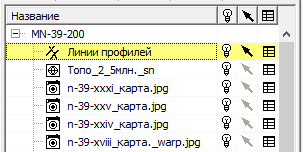 Название
MN-39-200
Линии профилей
Топо_2_5млн._sn
n-39-xxxi_карта.jpg
n-39-xxv_карта.jpg
n-39-xxiv_карта.jpg
n-39-xviii_карта._warp.jpg